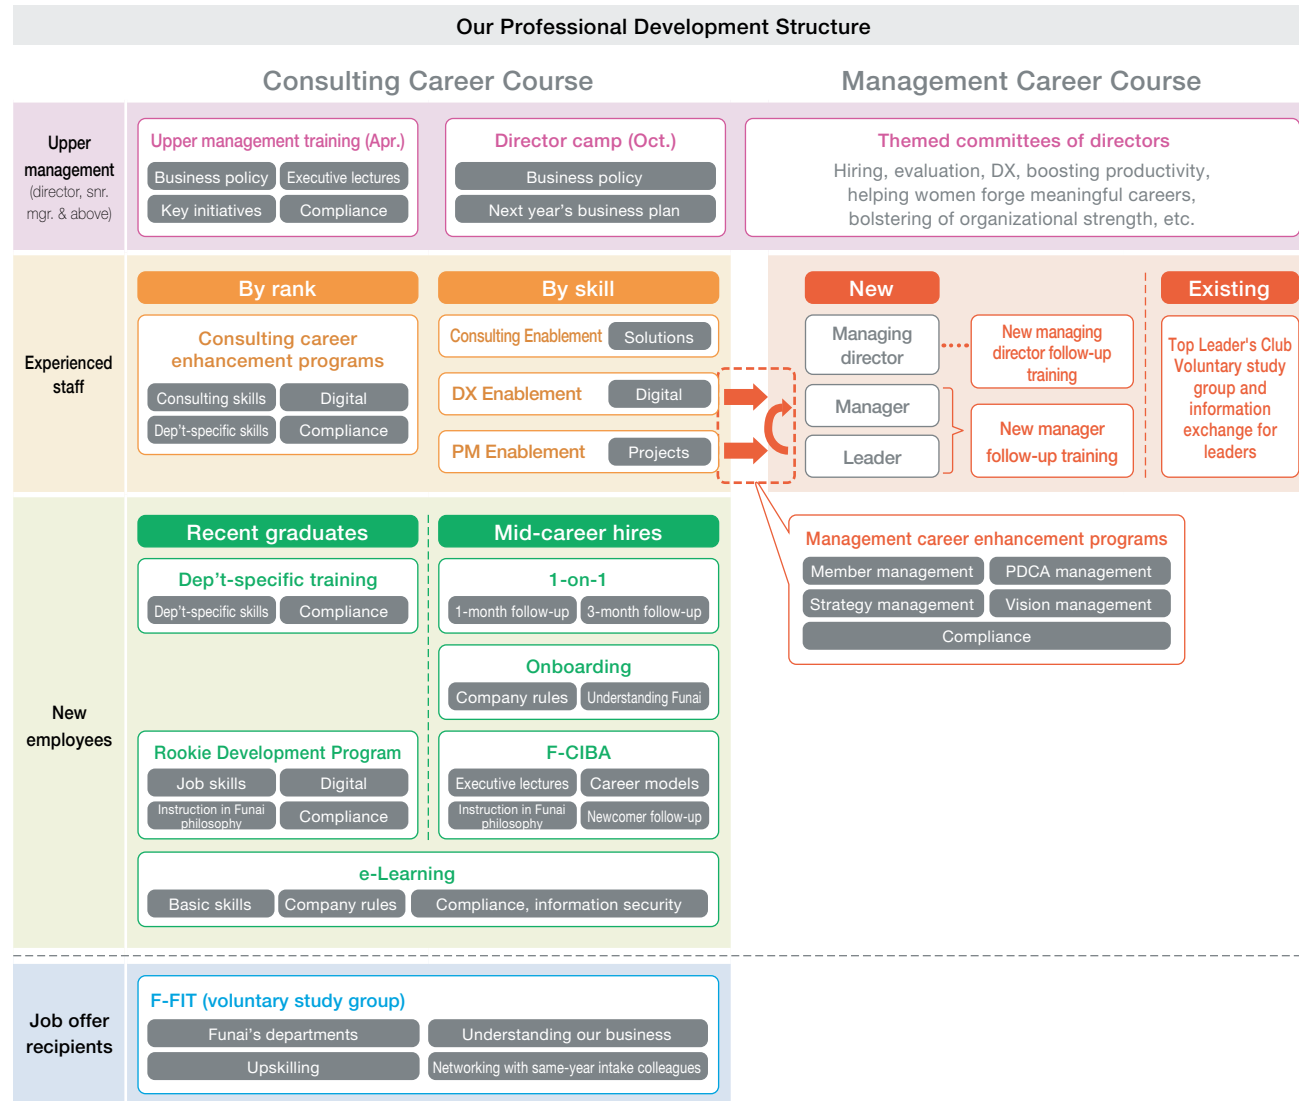 Our Professional Development Structure
Consulting Career Course
Management Career Course
Upper
management
(director, snr.
mgr. & above)
Upper management training (Apr.)
Business policy
Executive lectures
Key initiatives
Compliance
Director camp (Oct.)
Business policy
Next year's business plan
Themed committees of directors
Hiring, evaluation, DX, boosting productivity,
helping women forge meaningful careers,
bolstering of organizational strength, etc.
Experienced
staff
By rank
Consulting career
enhancement programs
Consulting skills
Digital
Dep't-specific skills
Compliance
By skill
Consulting Enablement
Solutions
DX Enablement
Digital
PM Enablement
Projects
New
Managing
director
Manager
Leader
New managing
director follow-up
training
New manager
follow-up training
Existing
Top Leader's Club
Voluntary study
group and
information
exchange for
leaders
Management career enhancement programs
Member management
PDCA management
Strategy management
Vision management
Compliance
New
employees
Recent graduates
Dep't-specific training
Dep't-specific skills
Compliance
Rookie Development Program
Job skills
Digital
Instruction in Funai
philosophy
Compliance
Mid-career hires
1-on-1
1-month follow-up
3-month follow-up
Onboarding
Company rules
Understanding Funai
F-CIBA
Executive lectures
Career models
Instruction in Funai
philosophy
Newcomer follow-up
e-Learning
Basic skills
Company rules
Compliance, information security
Job offer
recipients
F-FIT (voluntary study group)
Funai's departments
Understanding our business
Upskilling
Networking with same-year intake colleagues